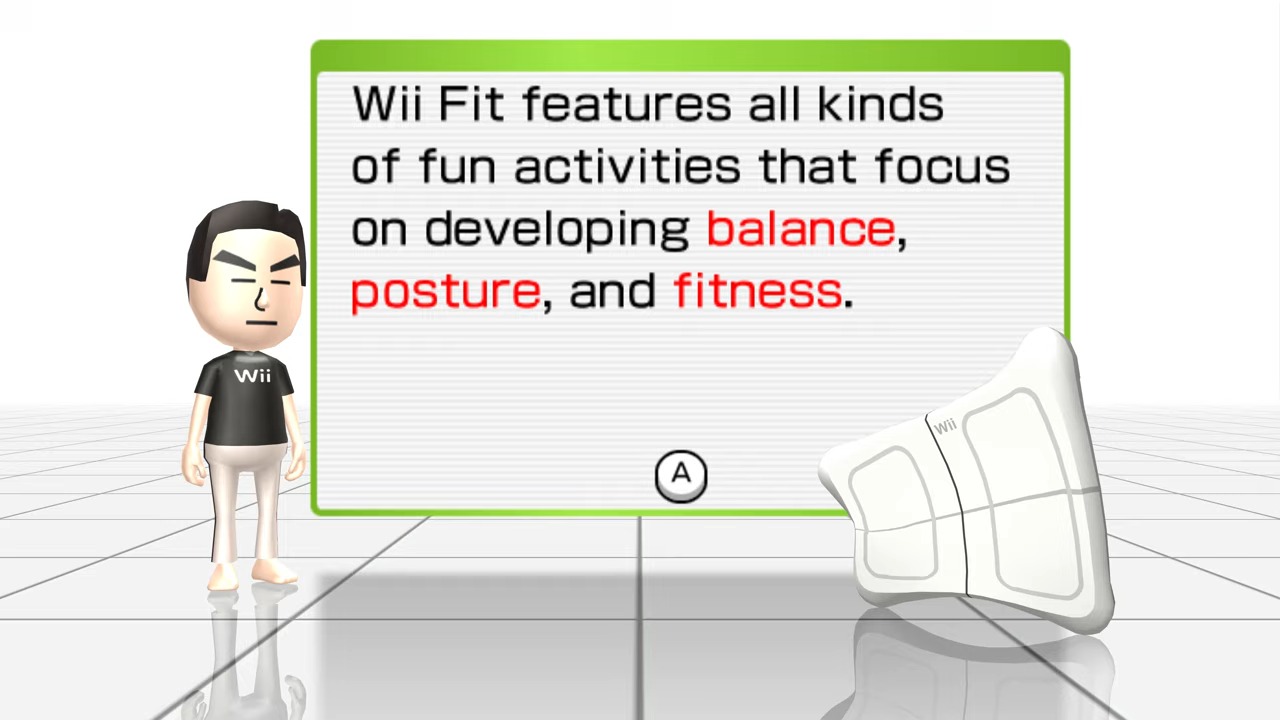 Wii Fit features all kinds
of fun activities that focus
on developing balance,
posture, and fitness.
Wii
Wii
A